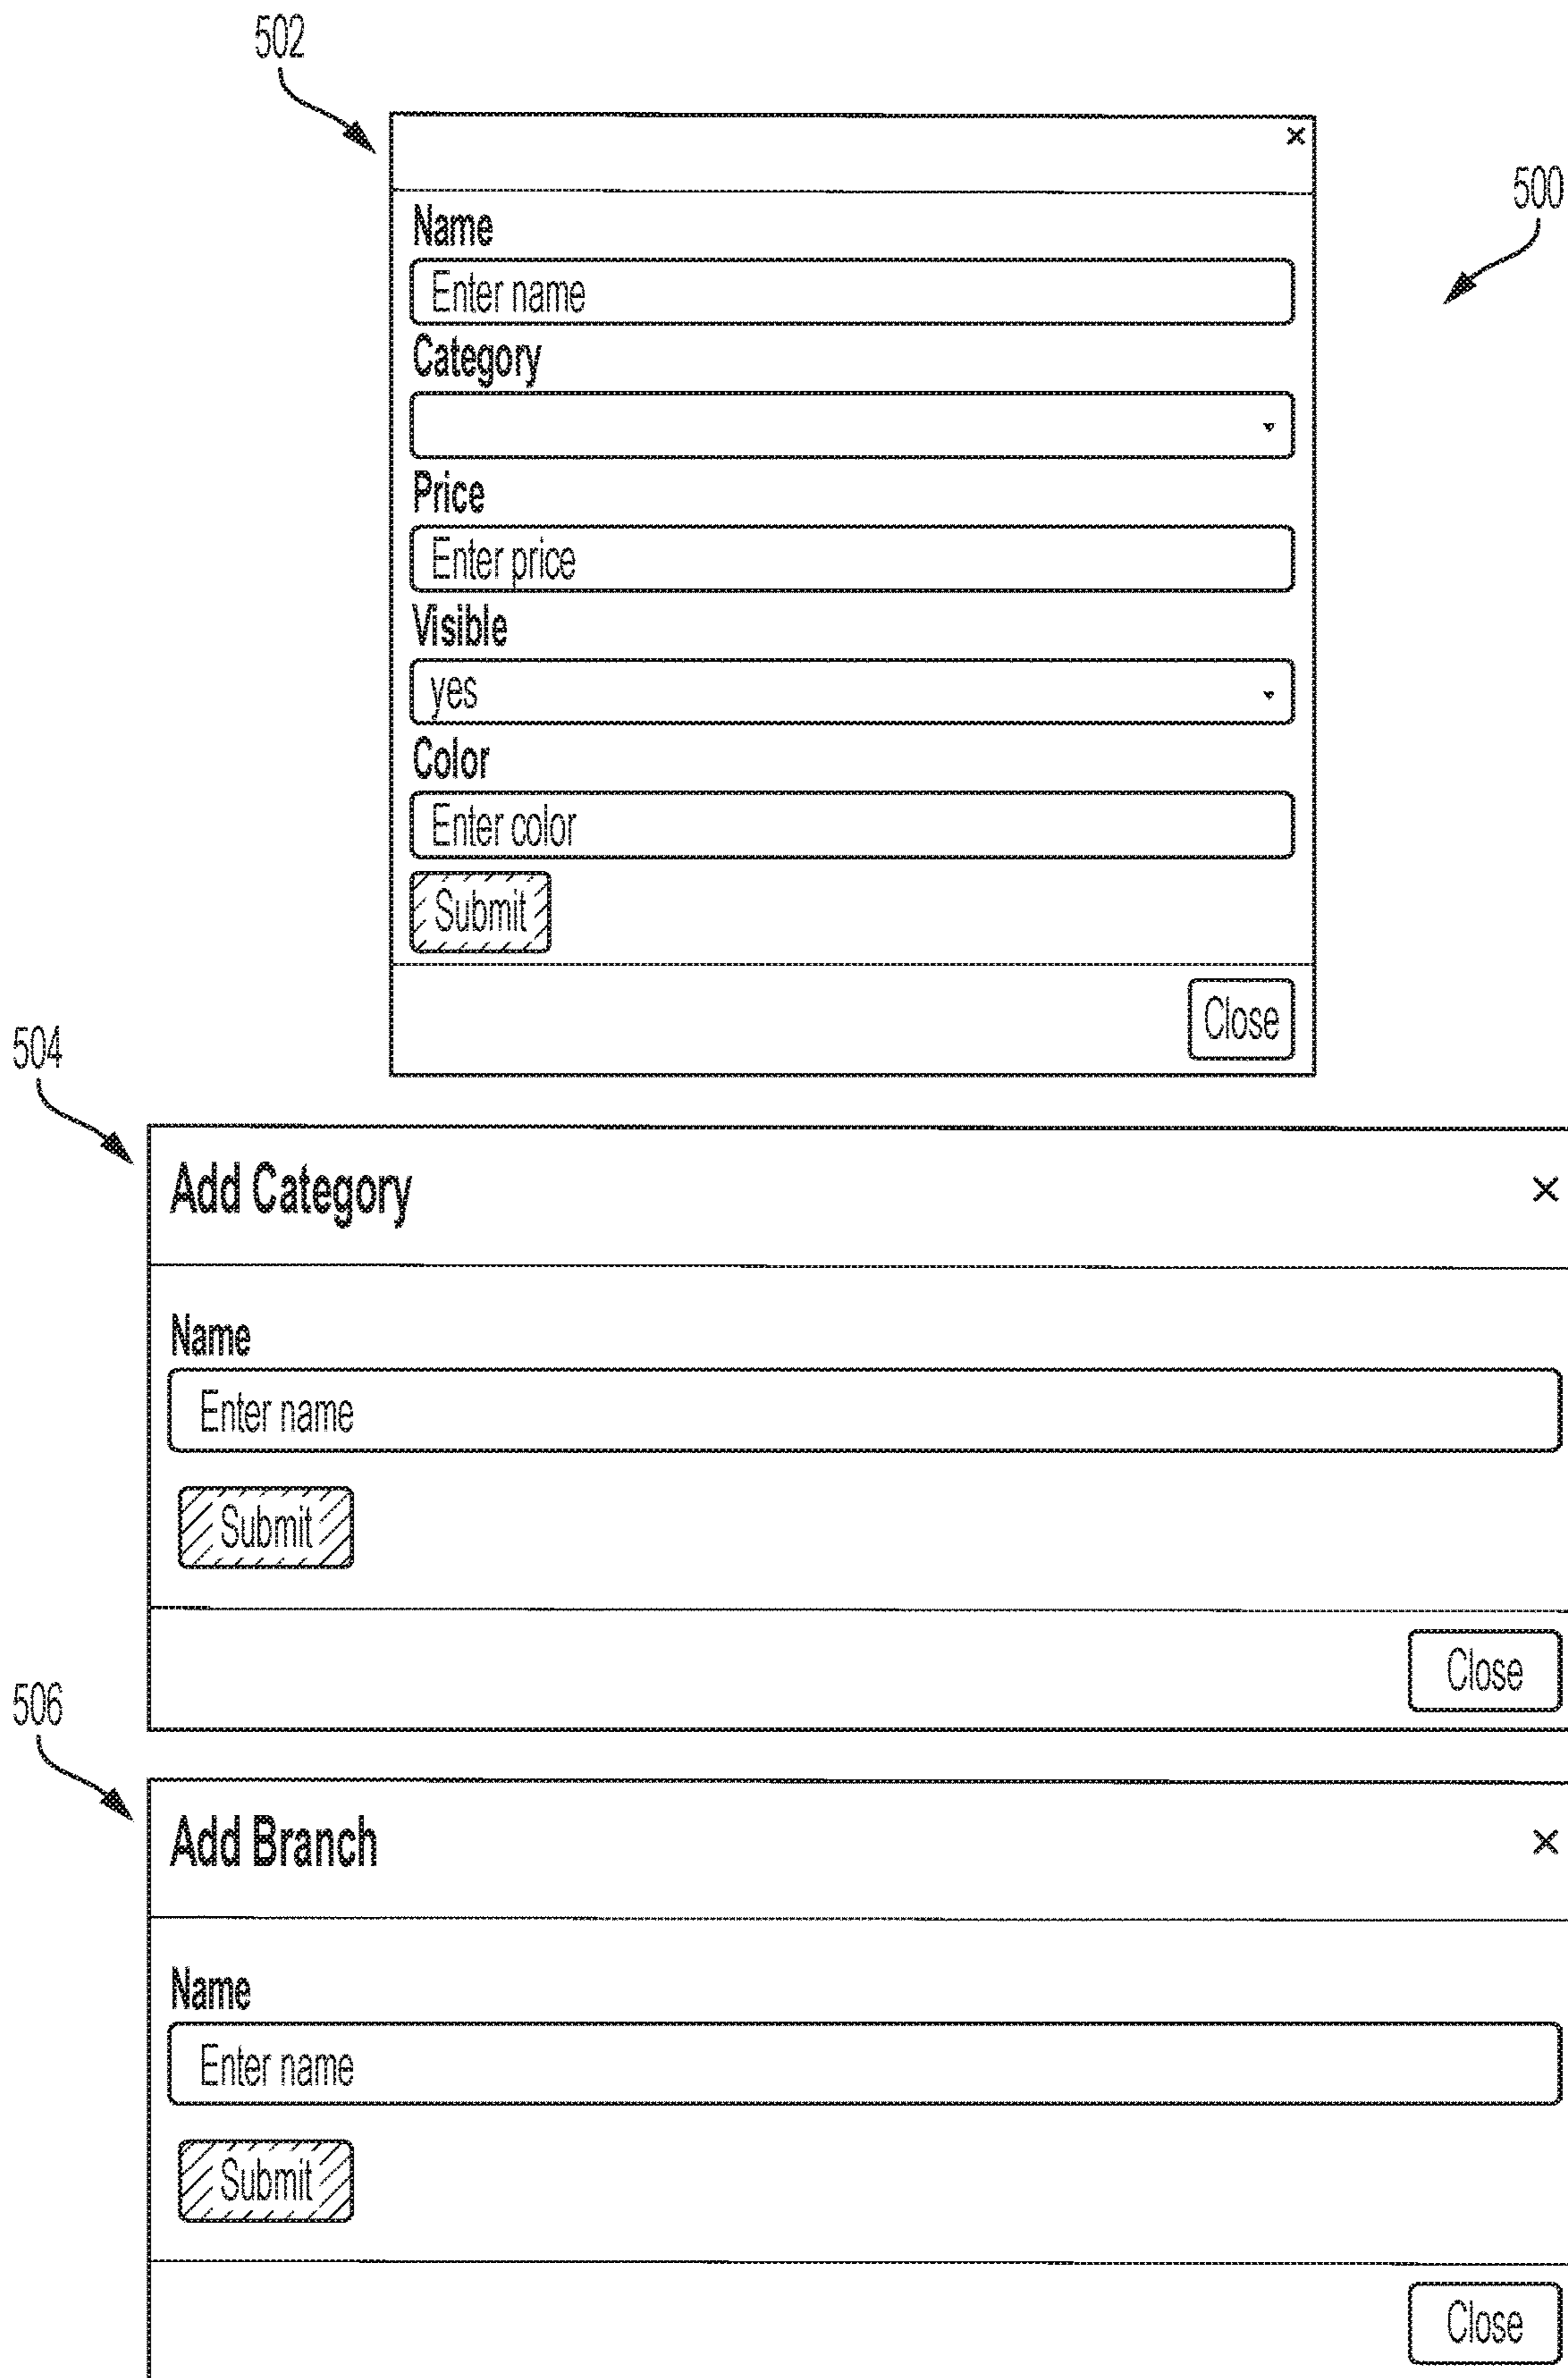 502
×
500
Name
Enter name
Category
Price
Enter price
Visible
yes
Color
Enter color
Submit
Close
504
Add Category ×
Name
Enter name
Submit
Close
506
Add Branch ×
Name
Enter name
Submit
Close